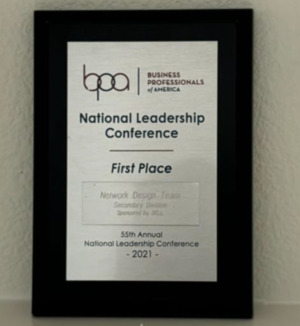 bpa
BUSINESS
PROFESSIONALS
of AMERICA
National Leadership
Conference
First Place
Network Design Team
Secondary Division
Sponsored by DELL
55th Annual
National Leadership Conference
- 2021 -